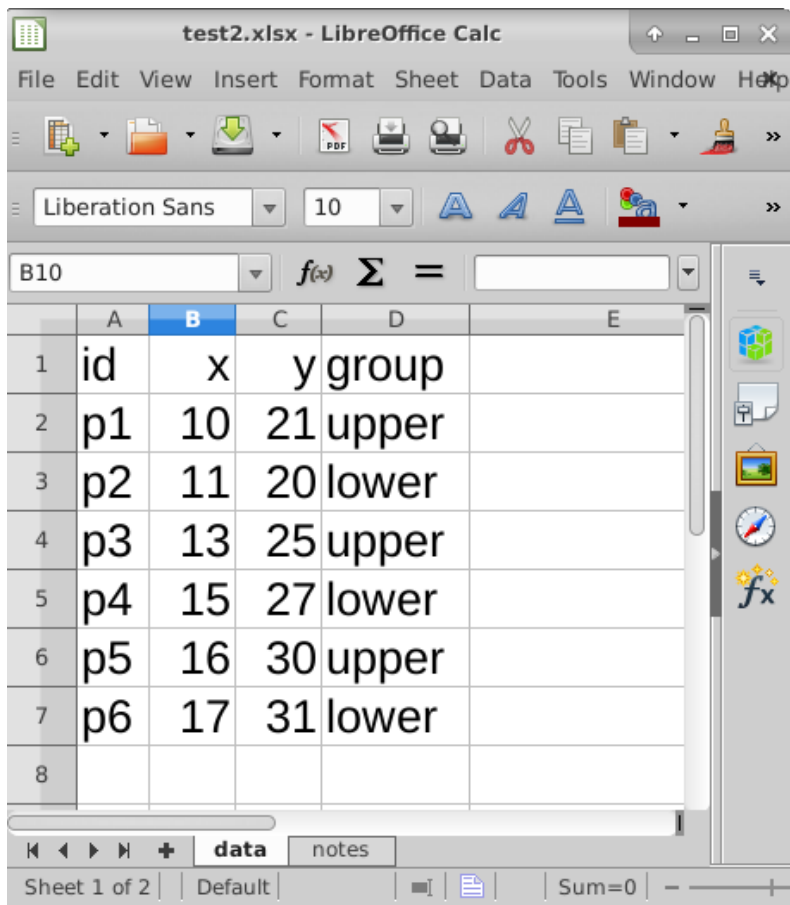 test2.xlsx - LibreOffice Calc
File Edit View Insert Format Sheet Data Tools Window Help
PDF
Liberation Sans 10
B10 f(x) Σ =
A B C D E
1 id x y group
2 p1 10 21 upper
3 p2 11 20 lower
4 p3 13 25 upper
5 p4 15 27 lower
6 p5 16 30 upper
7 p6 17 31 lower
8
data notes
Sheet 1 of 2 Default Sum=0